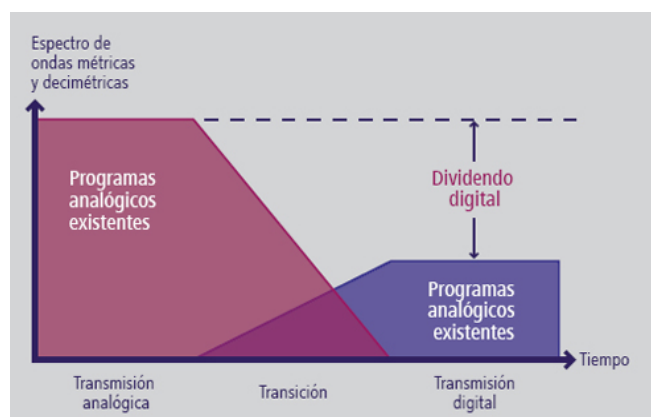 Espectro de
ondas métricas
y decimétricas
Programas
analógicos
existentes
Dividendo
digital
Programas
analógicos
existentes
Tiempo
Transmisión
analógica
Transición
Transmisión
digital